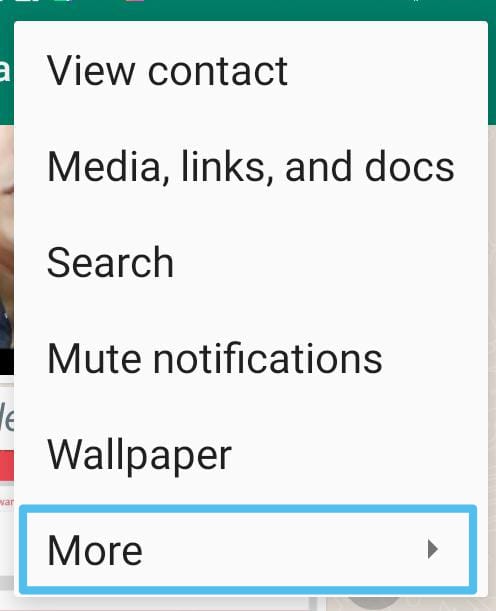 View contact
Media, links, and docs
Search
Mute notifications
Wallpaper
More